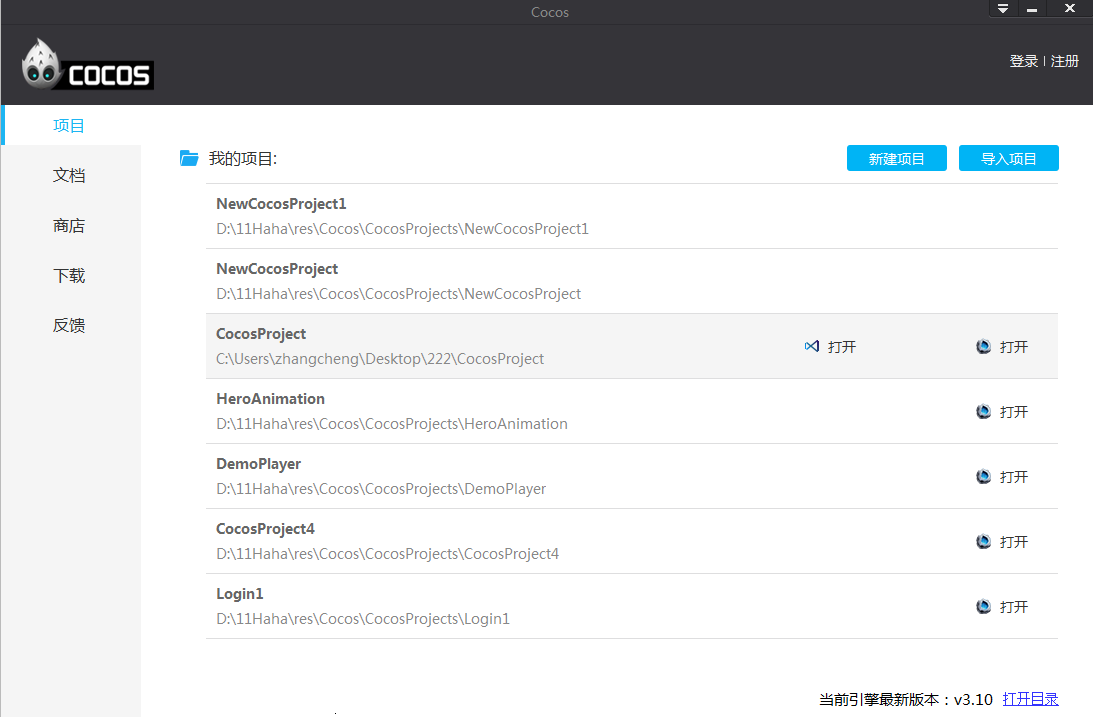 Cocos
COCOS
登录 | 注册
项目
文档
商店
下载
反馈
我的项目:
新建项目 导入项目
NewCocosProject1
D:\11Haha\res\Cocos\CocosProjects\NewCocosProject1
NewCocosProject
D:\11Haha\res\Cocos\CocosProjects\NewCocosProject
CocosProject
C:\Users\zhangcheng\Desktop\222\CocosProject
打开 打开
HeroAnimation
D:\11Haha\res\Cocos\CocosProjects\HeroAnimation
打开
DemoPlayer
D:\11Haha\res\Cocos\CocosProjects\DemoPlayer
打开
CocosProject4
D:\11Haha\res\Cocos\CocosProjects\CocosProject4
打开
Login1
D:\11Haha\res\Cocos\CocosProjects\Login1
打开
当前引擎最新版本：v3.10 打开目录